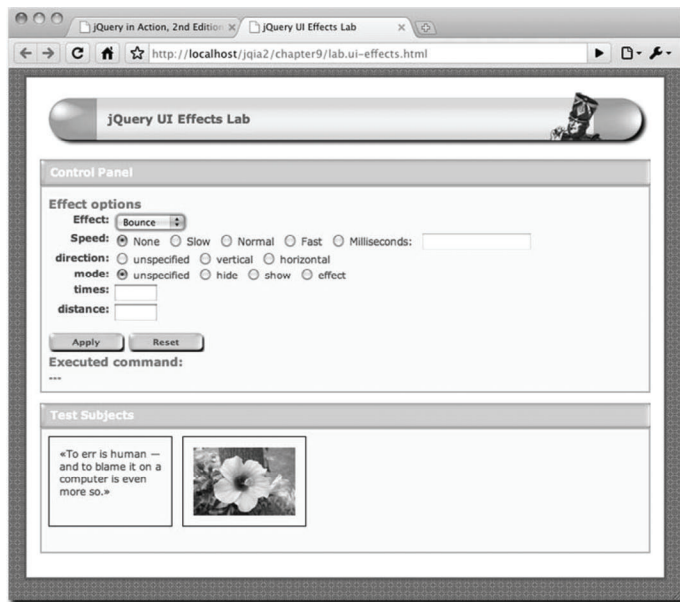 jQuery in Action, 2nd Edition
jQuery UI Effects Lab
http://localhost/jqia2/chapter9/lab.ui-effects.html
jQuery UI Effects Lab
Control Panel
Effect options
Effect: Bounce
Speed: None Slow Normal Fast Milliseconds:
direction: unspecified vertical horizontal
mode: unspecified hide show effect
times:
distance:
Apply Reset
Executed command:
---
Test Subjects
«To err is human —
and to blame it on a
computer is even
more so.»